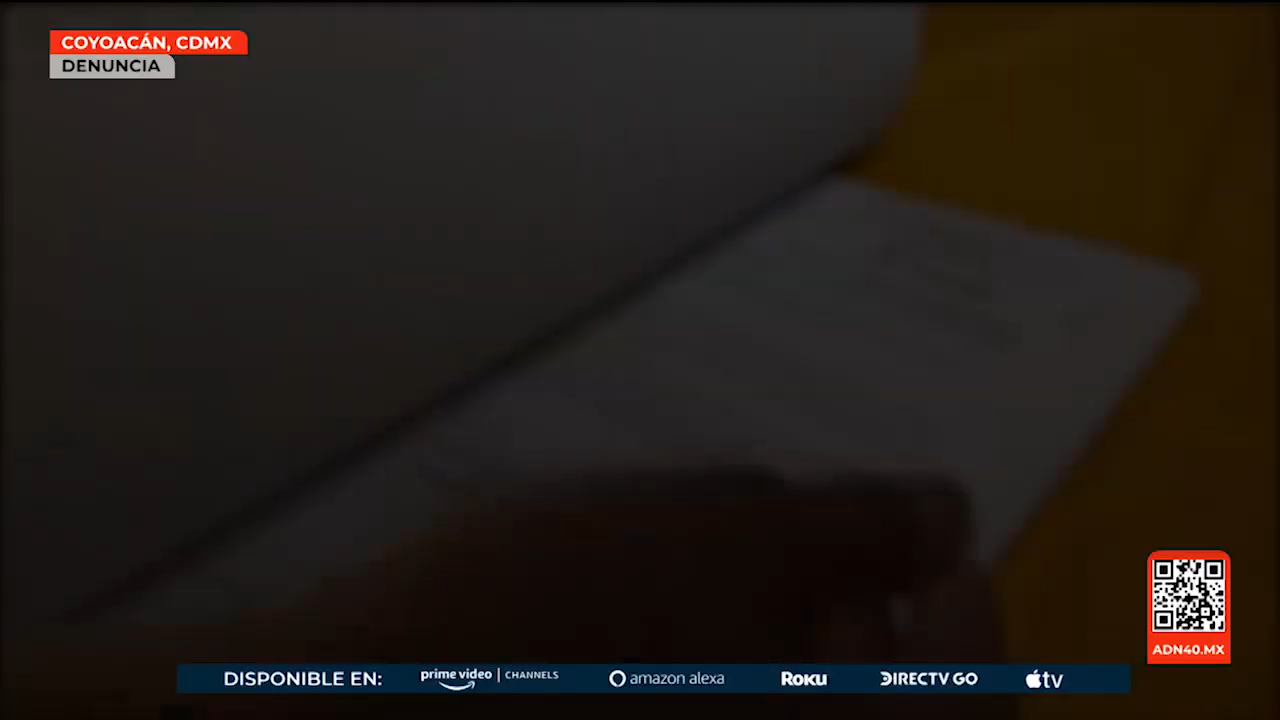 COYOACÁN, CDMX
DENUNCIA
ADN40.MX
DISPONIBLE EN: prime video | CHANNELS amazon alexa Roku DIRECTV GO tv